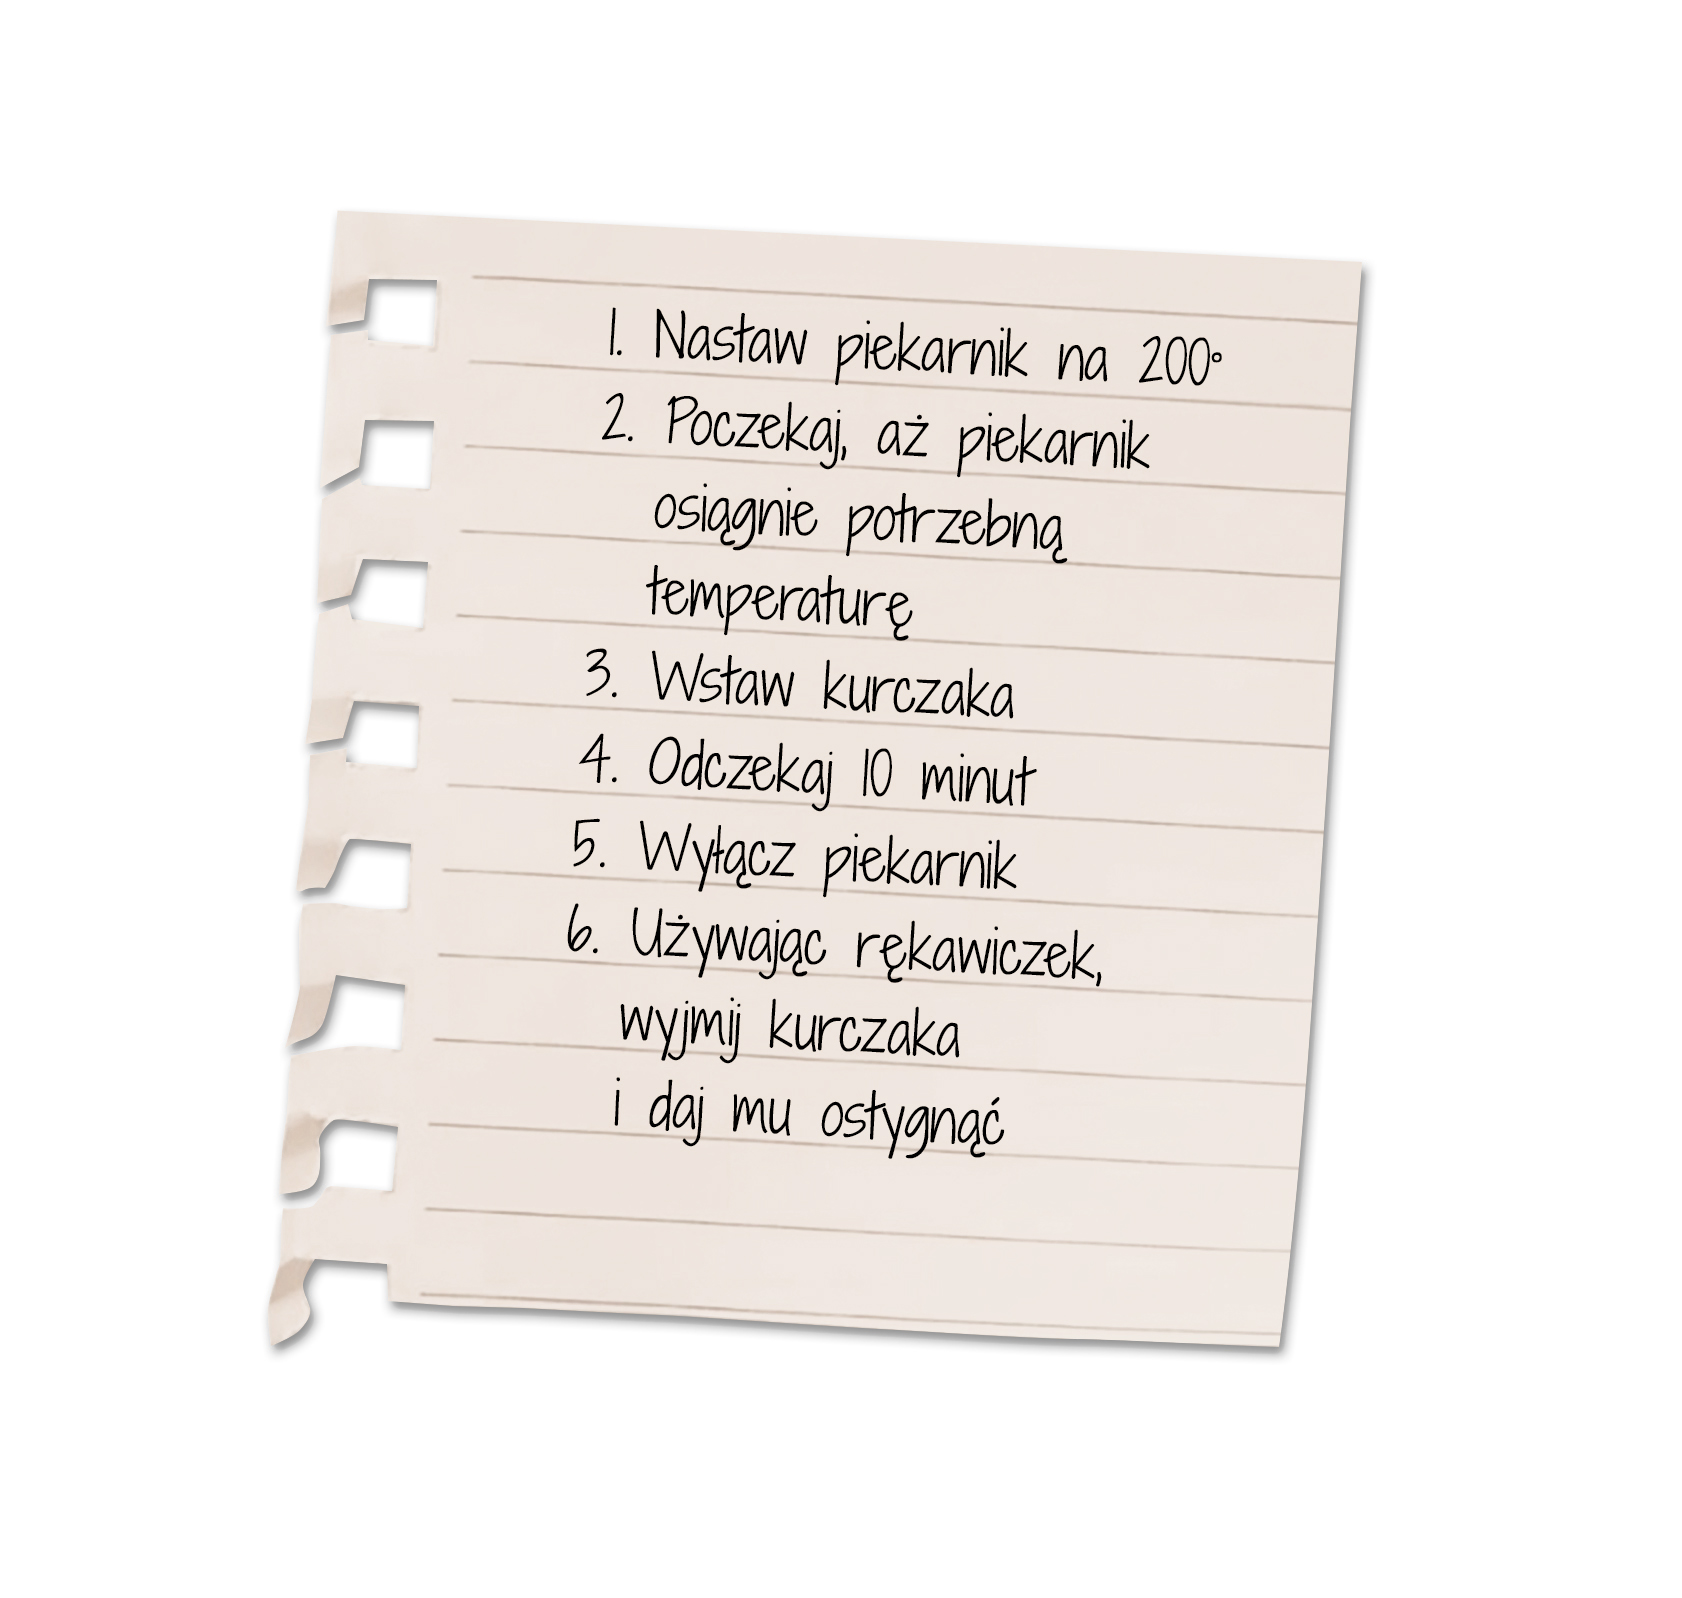 1. Nastaw piekarnik na 200°
2. Poczekaj, aż piekarnik
osiągnie potrzebną
temperaturę
3. Wstaw kurczaka
4. Odczekaj 10 minut
5. Wyłącz piekarnik
6. Używając rękawiczek,
wyjmij kurczaka
i daj mu ostygnąć